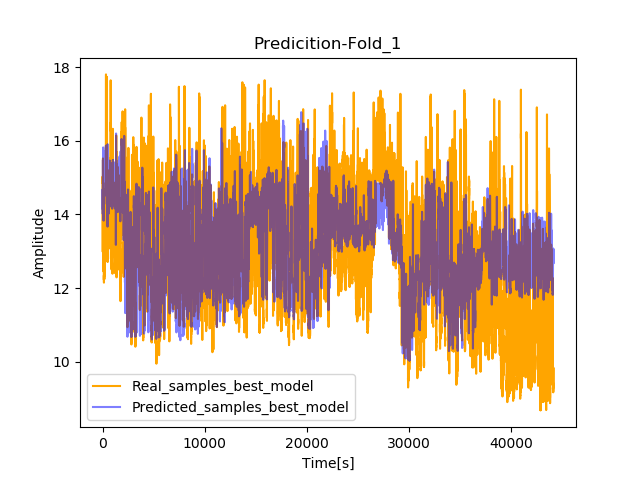 Predicition-Fold_1
18
16
14
12
10
Amplitude
Real_samples_best_model
Predicted_samples_best_model
0
10000
20000
30000
40000
Time[s]